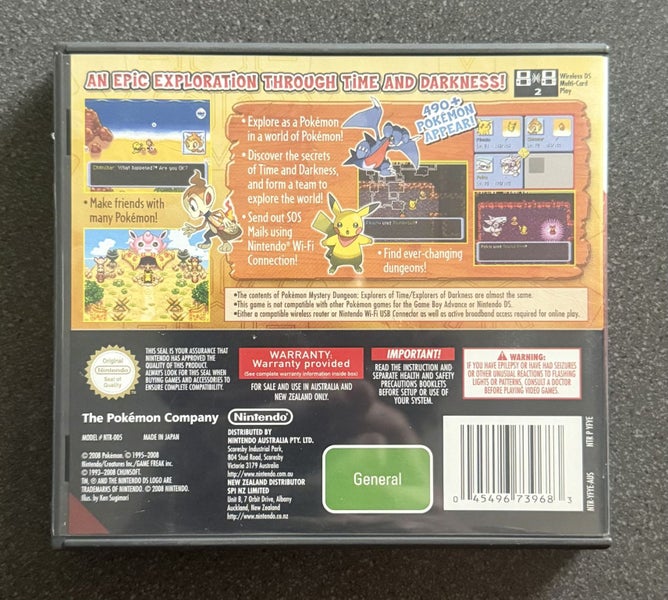 AN EPIC EXPLORATION THROUGH TIME AND DARKNESS!
2
Wireless DS
Multi-Card
Play
490+
POKÉMON
APPEAR!
• Explore as a Pokémon
in a world of Pokémon!
• Discover the secrets
of Time and Darkness,
and form a team to
explore the world!
• Send out SOS
Mails using
Nintendo® Wi-Fi
Connection!
Chimchar: What happened? Are you OK?
• Make friends with
many Pokémon!
• Find ever-changing
dungeons!
•The contents of Pokémon Mystery Dungeon: Explorers of Time/Explorers of Darkness are almost the same.
•This game is not compatible with other Pokémon games for the Game Boy Advance or Nintendo DS.
•Either a compatible wireless router or Nintendo Wi-Fi USB Connector as well as active broadband access required for online play.
Original
Nintendo
Seal of
Quality
THIS SEAL IS YOUR ASSURANCE THAT
NINTENDO HAS APPROVED THE
QUALITY OF THIS PRODUCT.
ALWAYS LOOK FOR THIS SEAL WHEN
BUYING GAMES AND ACCESSORIES TO
ENSURE COMPLETE COMPATIBILITY.
WARRANTY:
Warranty provided
(See complete warranty information inside box)
FOR SALE AND USE IN AUSTRALIA AND
NEW ZEALAND ONLY.
IMPORTANT!
READ THE INSTRUCTION AND
SEPARATE HEALTH AND SAFETY
PRECAUTIONS BOOKLETS
BEFORE SETUP OR USE OF
YOUR SYSTEM.
WARNING:
IF YOU HAVE EPILEPSY OR HAVE HAD SEIZURES
OR OTHER UNUSUAL REACTIONS TO FLASHING
LIGHTS OR PATTERNS, CONSULT A DOCTOR
BEFORE PLAYING VIDEO GAMES.
The Pokémon Company
Nintendo®
MODEL # NTR-005
MADE IN JAPAN
© 2008 Pokémon. © 1995–2008
Nintendo/Creatures Inc./GAME FREAK inc.
© 1993–2008 CHUNSOFT.
TM, ® AND THE NINTENDO DS LOGO ARE
TRADEMARKS OF NINTENDO. © 2008 NINTENDO.
Illus. by Ken Sugimori
DISTRIBUTED BY
NINTENDO AUSTRALIA PTY. LTD.
Scoresby Industrial Park,
804 Stud Road, Scoresby
Victoria 3179 Australia
http://www.nintendo.com.au
NEW ZEALAND DISTRIBUTOR
SPI NZ LIMITED
Unit B, 7 Orbit Drive, Albany
Auckland, New Zealand
http://www.nintendo.co.nz
General
0 45496 73968 3
NTR P YFYE
NTR-YFYE-AUS